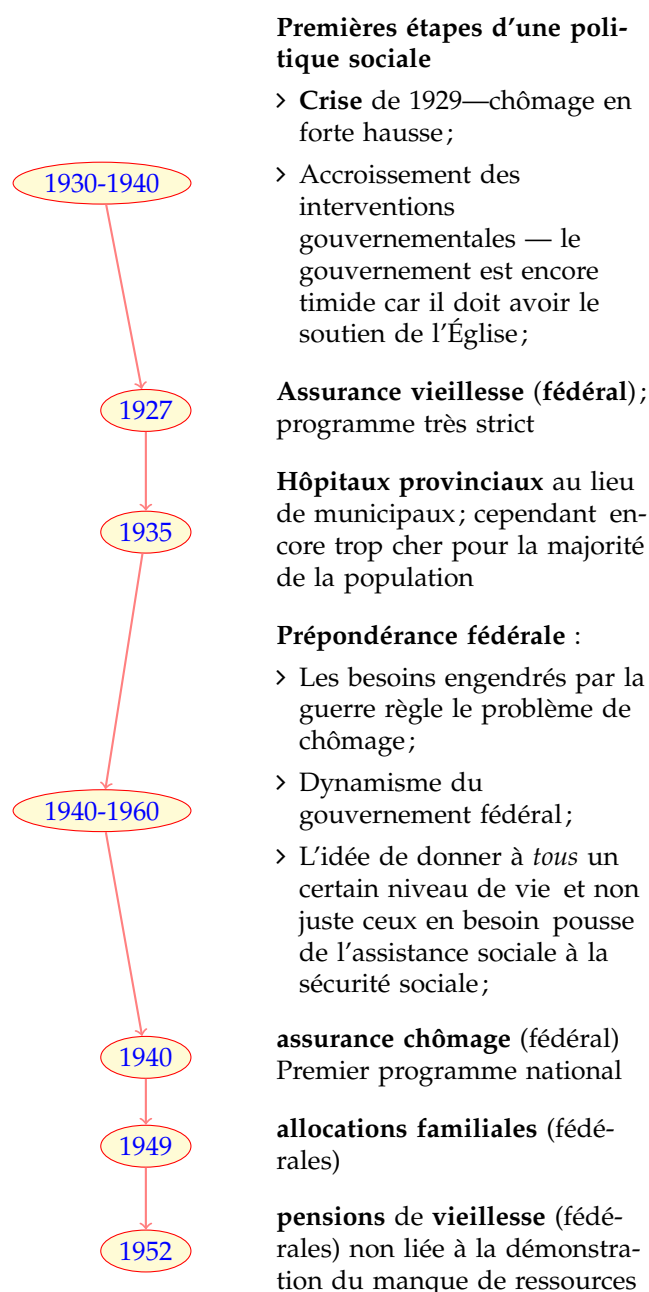 Premières étapes d'une poli-
tique sociale
> Crise de 1929—chômage en
forte hausse ;
1930-1940
> Accroissement des
interventions
gouvernementales — le
gouvernement est encore
timide car il doit avoir le
soutien de l'Église ;
1927
Assurance vieillesse (fédéral) ;
programme très strict
1935
Hôpitaux provinciaux au lieu
de municipaux ; cependant en-
core trop cher pour la majorité
de la population
Prépondérance fédérale :
> Les besoins engendrés par la
guerre règle le problème de
chômage ;
1940-1960
> Dynamisme du
gouvernement fédéral ;
> L'idée de donner à tous un
certain niveau de vie et non
juste ceux en besoin pousse
de l'assistance sociale à la
sécurité sociale ;
1940
assurance chômage (fédéral)
Premier programme national
1949
allocations familiales (fédé-
rales)
1952
pensions de vieillesse (fédé-
rales) non liée à la démonstra-
tion du manque de ressources